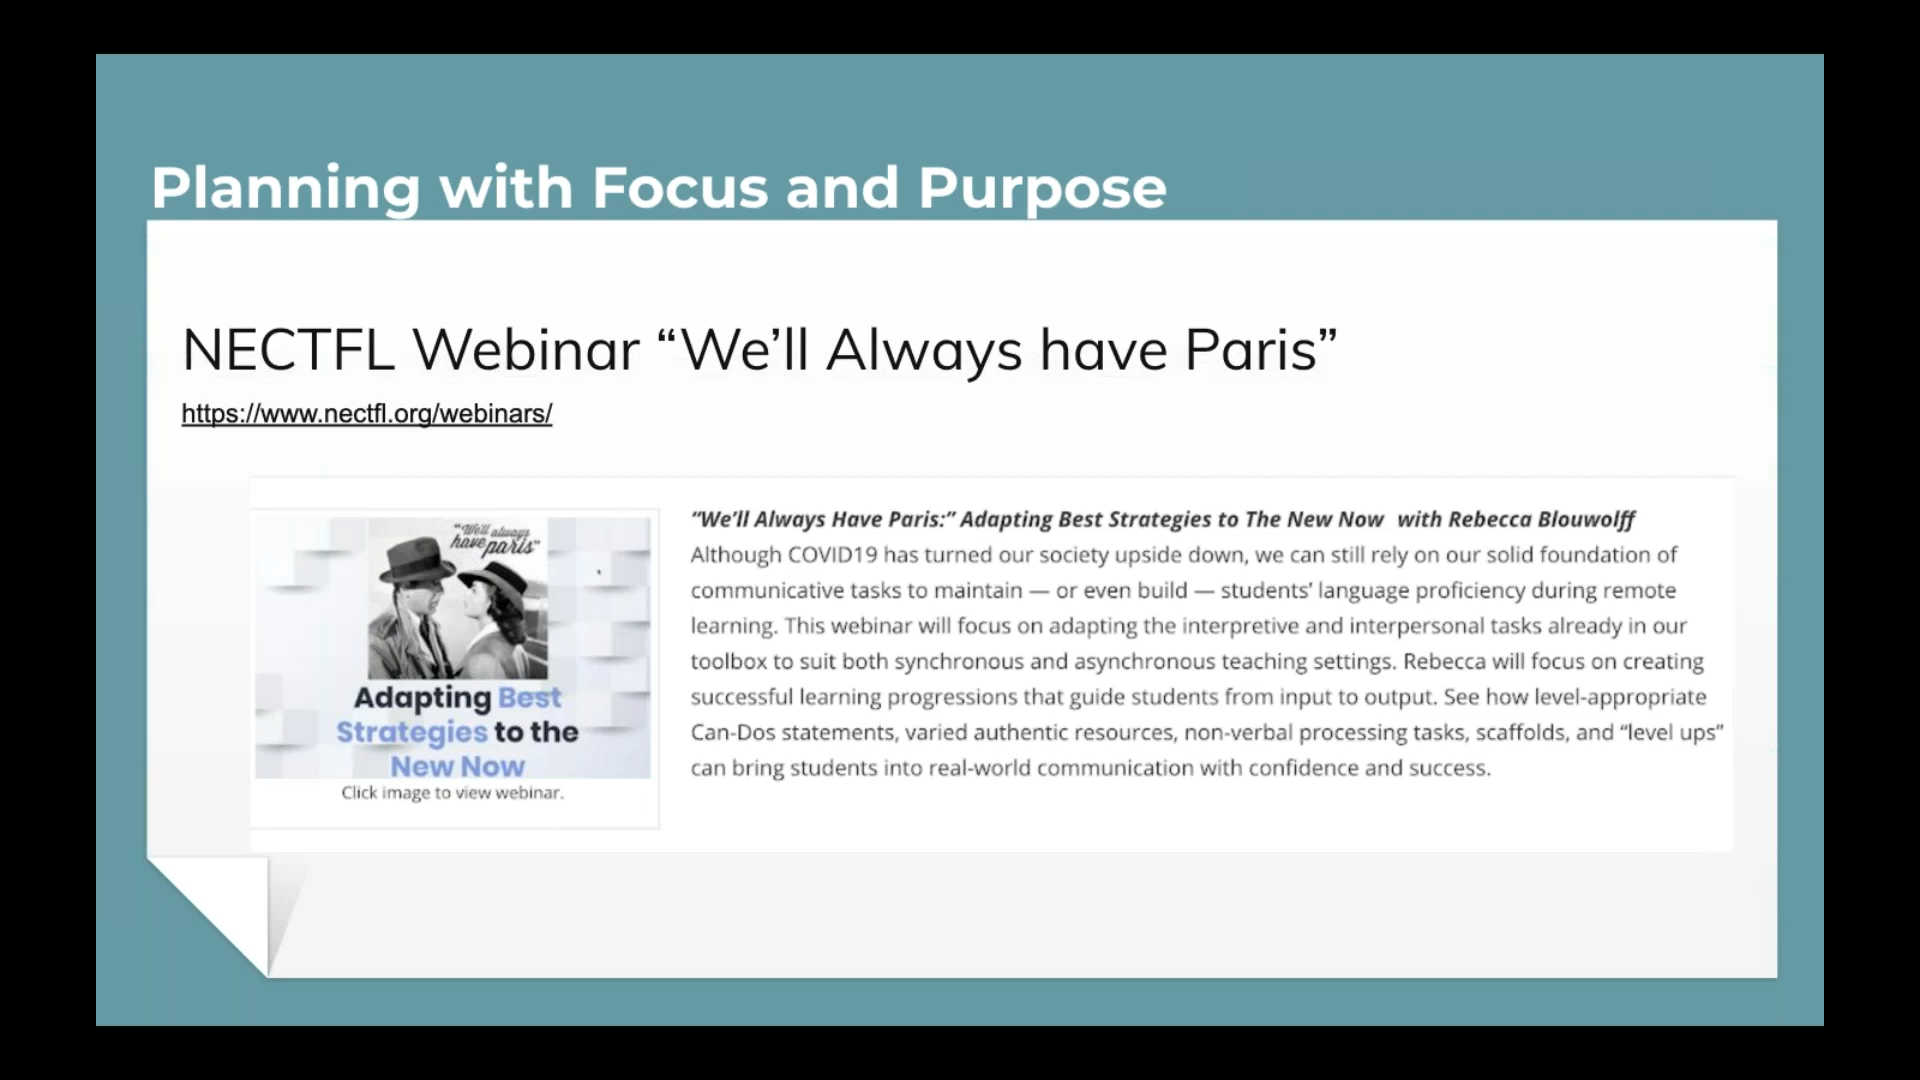 Planning with Focus and Purpose
NECTFL Webinar “We’ll Always have Paris”
https://www.nectfl.org/webinars/
“We’ll always
have paris”
Adapting Best
Strategies to the
New Now
Click image to view webinar.
“We’ll Always Have Paris:” Adapting Best Strategies to The New Now with Rebecca Blouwolff
Although COVID19 has turned our society upside down, we can still rely on our solid foundation of
communicative tasks to maintain — or even build — students’ language proficiency during remote
learning. This webinar will focus on adapting the interpretive and interpersonal tasks already in our
toolbox to suit both synchronous and asynchronous teaching settings. Rebecca will focus on creating
successful learning progressions that guide students from input to output. See how level-appropriate
Can-Dos statements, varied authentic resources, non-verbal processing tasks, scaffolds, and “level ups”
can bring students into real-world communication with confidence and success.